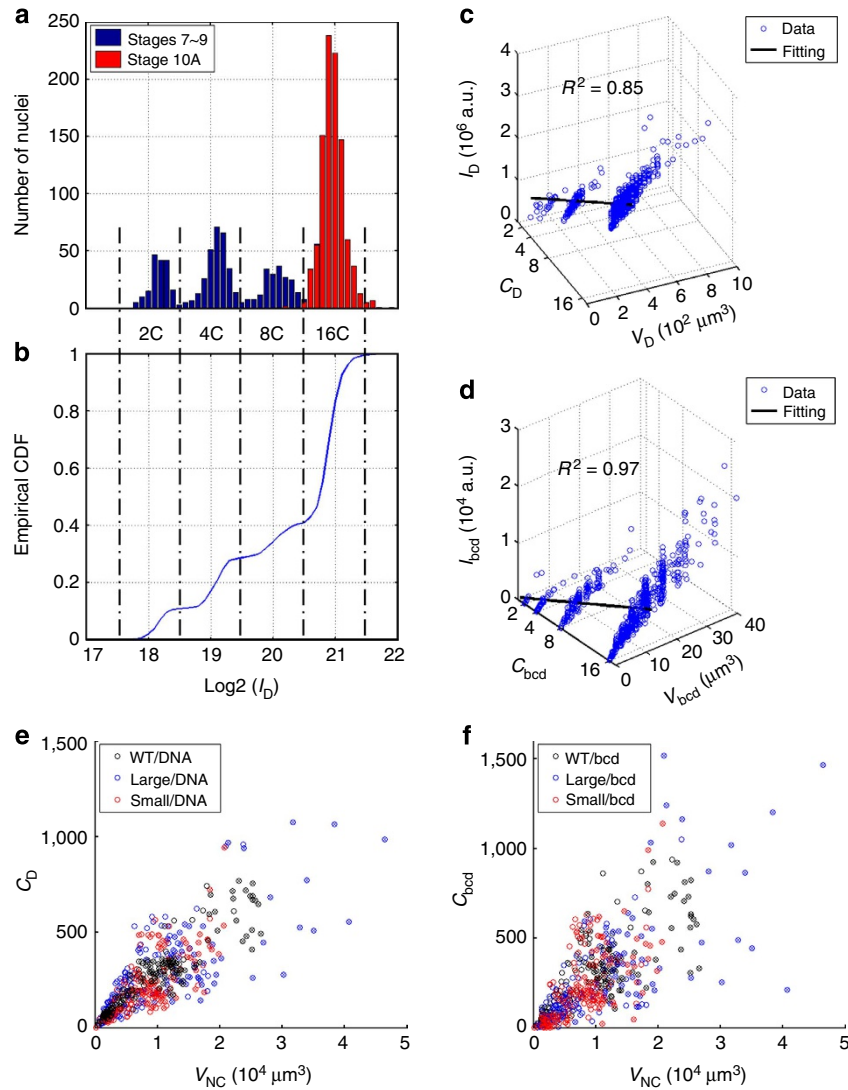 a
250
200
150
100
50
0
Number of nuclei
Stages 7~9
Stage 10A
2C 4C 8C 16C
b
1
0.8
0.6
0.4
0.2
0
Empirical CDF
17 18 19 20 21 22
Log2 (I_D)
c
Data
Fitting
R² = 0.85
I_D (10⁶ a.u.)
4
3
2
1
0
2
4
8
16
C_D
0 2 4 6 8 10
V_D (10² μm³)
d
Data
Fitting
R² = 0.97
I_bcd (10⁴ a.u.)
3
2
1
0
2
4
8
16
C_bcd
0 10 20 30 40
V_bcd (μm³)
e
1,500
1,000
500
0
C_D
WT/DNA
Large/DNA
Small/DNA
0 1 2 3 4 5
V_NC (10⁴ μm³)
f
1,500
1,000
500
0
C_bcd
WT/bcd
Large/bcd
Small/bcd
0 1 2 3 4 5
V_NC (10⁴ μm³)